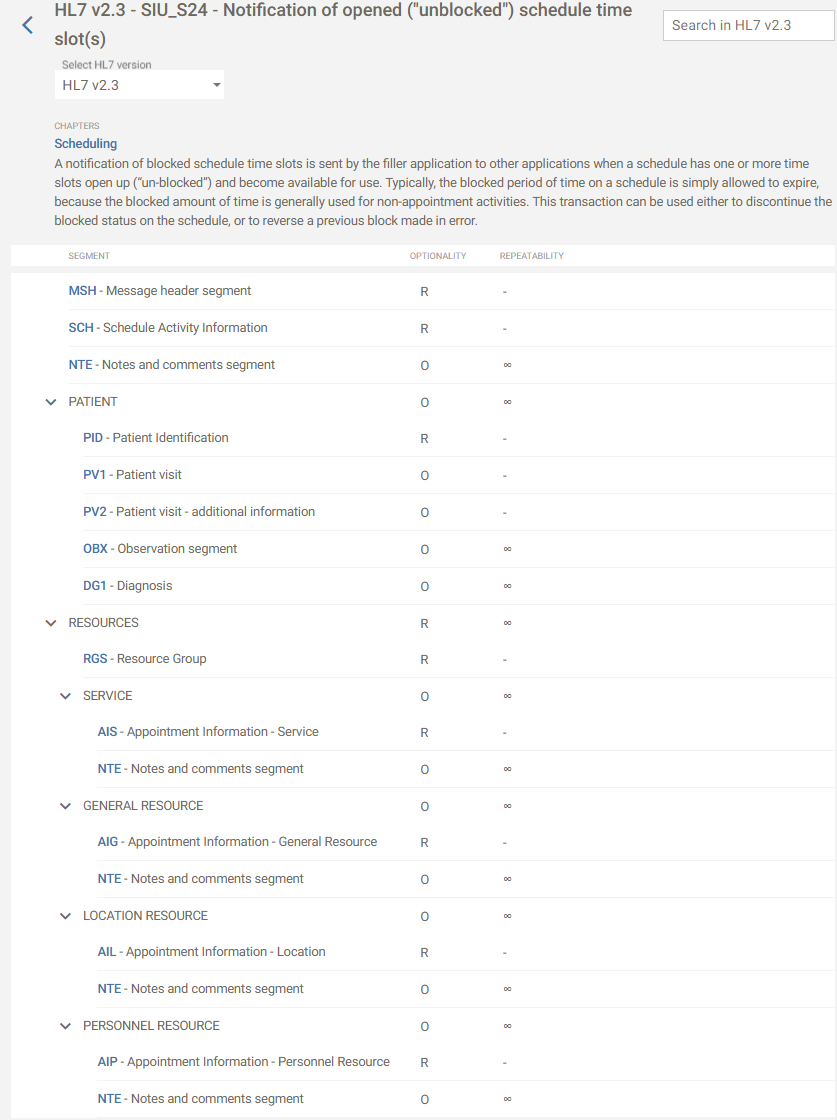 HL7 v2.3 - SIU_S24 - Notification of opened ("unblocked") schedule time
slot(s)
Search in HL7 v2.3
Select HL7 version
HL7 v2.3
CHAPTERS
Scheduling
A notification of blocked schedule time slots is sent by the filler application to other applications when a schedule has one or more time
slots open up (“un-blocked”) and become available for use. Typically, the blocked period of time on a schedule is simply allowed to expire,
because the blocked amount of time is generally used for non-appointment activities. This transaction can be used either to discontinue the
blocked status on the schedule, or to reverse a previous block made in error.
SEGMENT OPTIONALITY REPEATABILITY
MSH - Message header segment R -
SCH - Schedule Activity Information R -
NTE - Notes and comments segment O ∞
PATIENT O ∞
PID - Patient Identification R -
PV1 - Patient visit O -
PV2 - Patient visit - additional information O -
OBX - Observation segment O ∞
DG1 - Diagnosis O ∞
RESOURCES R ∞
RGS - Resource Group R -
SERVICE O ∞
AIS - Appointment Information - Service R -
NTE - Notes and comments segment O ∞
GENERAL RESOURCE O ∞
AIG - Appointment Information - General Resource R -
NTE - Notes and comments segment O ∞
LOCATION RESOURCE O ∞
AIL - Appointment Information - Location R -
NTE - Notes and comments segment O ∞
PERSONNEL RESOURCE O ∞
AIP - Appointment Information - Personnel Resource R -
NTE - Notes and comments segment O ∞